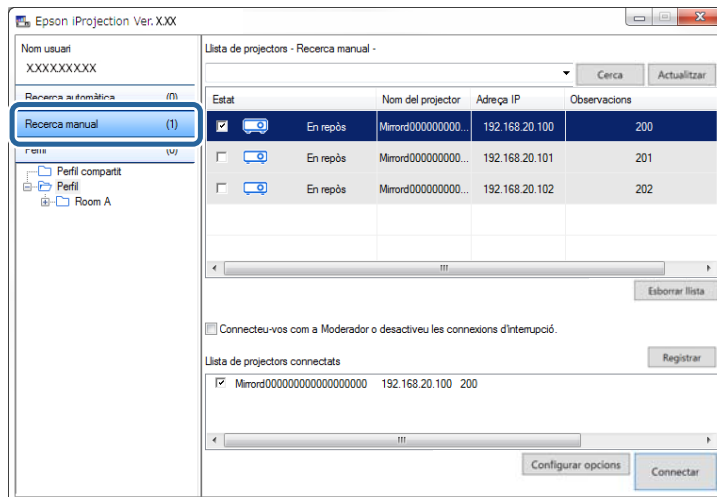 Epson iProjection Ver. X.XX
Nom usuari
XXXXXXXXX
Recerca automàtica (0)
Recerca manual (1)
Perfil (0)
Perfil compartit
Perfil
Room A
Llista de projectors - Recerca manual -
Cerca Actualitzar
Estat Nom del projector Adreça IP Observacions
En repòs Mirrord000000000... 192.168.20.100 200
En repòs Mirrord000000000... 192.168.20.101 201
En repòs Mirrord000000000... 192.168.20.102 202
Esborrar llista
Connecteu-vos com a Moderador o desactiveu les connexions d'interrupció.
Llista de projectors connectats
Registrar
Mirrord000000000000000000 192.168.20.100 200
Configurar opcions
Connectar